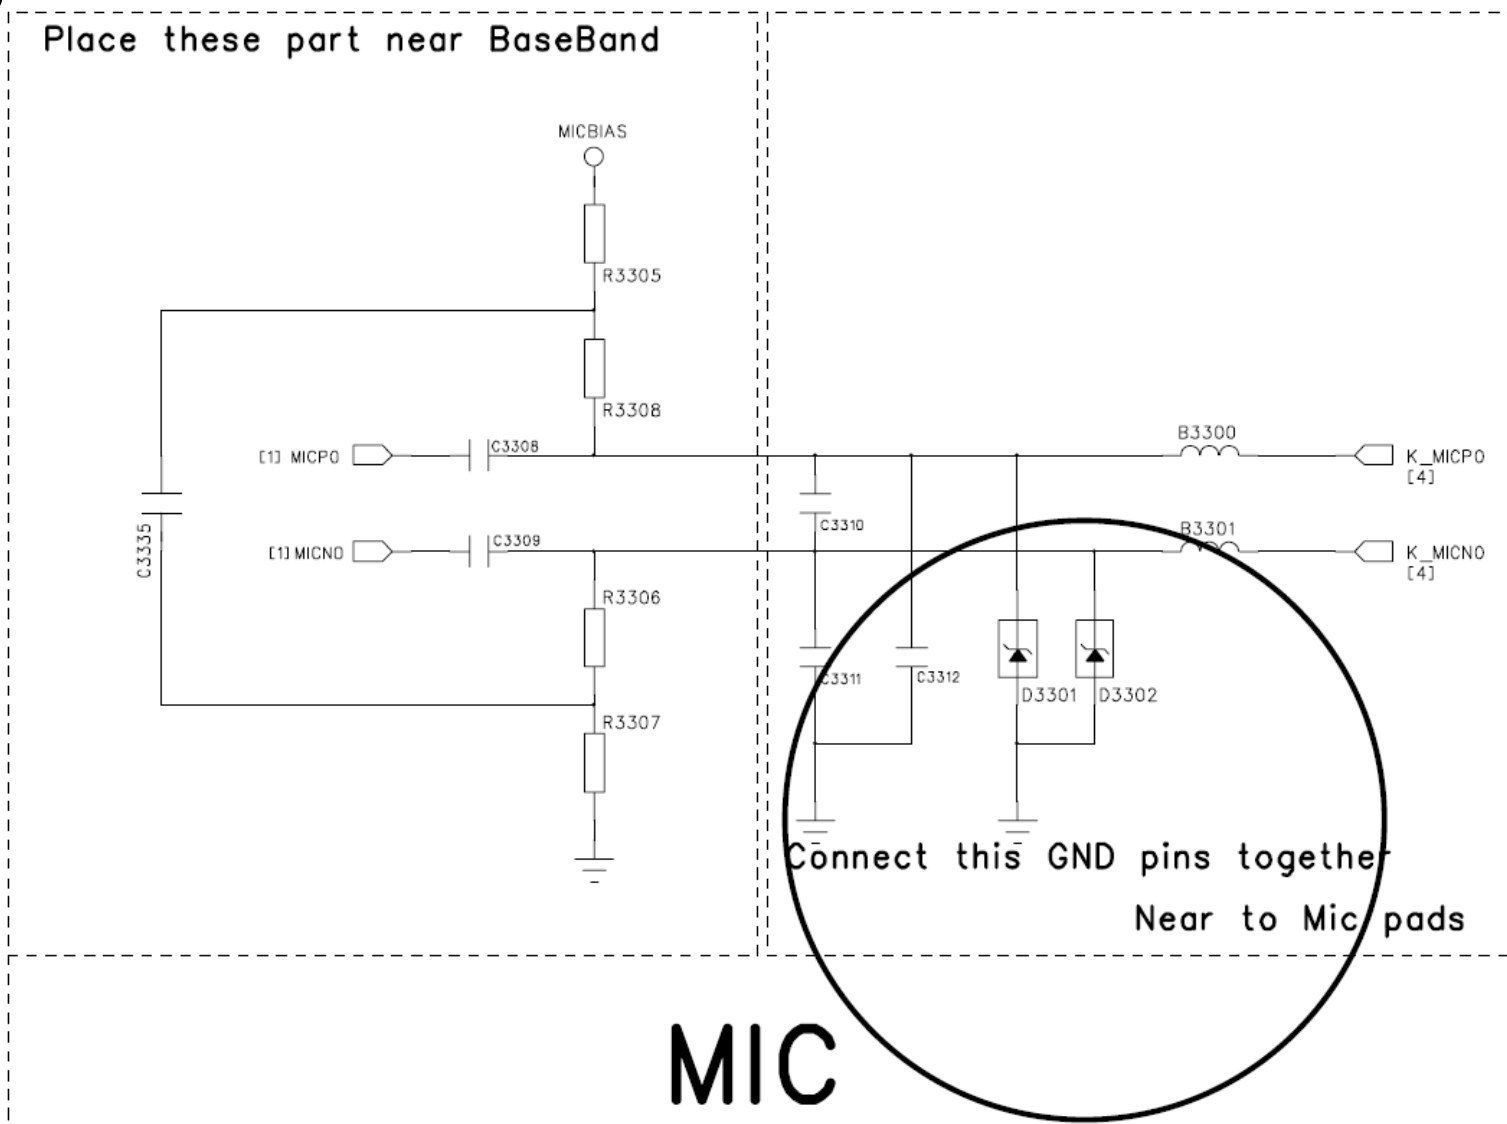 Place these part near BaseBand
MICBIAS
R3305
R3308
[1] MICP0
C3308
B3300
K_MICP0
[4]
C3310
C3335
[1] MICN0
C3309
B3301
K_MICN0
[4]
R3306
C3311
C3312
D3301
D3302
R3307
Connect this GND pins together
Near to Mic pads
MIC